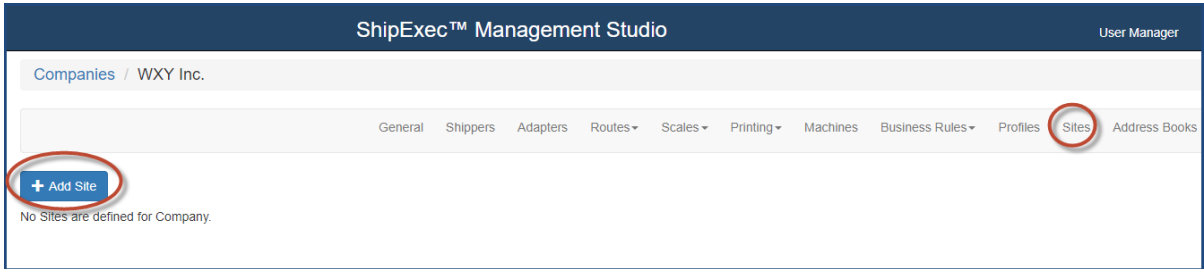 ShipExec™ Management Studio
User Manager
Companies / WXY Inc.
General Shippers Adapters Routes Scales Printing Machines Business Rules Profiles Sites Address Books
+ Add Site
No Sites are defined for Company.